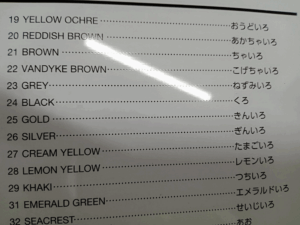 19 YELLOW OCHRE おうどいろ
20 REDDISH BROWN あかちゃいろ
21 BROWN ちゃいろ
22 VANDYKE BROWN こげちゃいろ
23 GREY ねずみいろ
24 BLACK くろ
25 GOLD きんいろ
26 SILVER ぎんいろ
27 CREAM YELLOW たまごいろ
28 LEMON YELLOW レモンいろ
29 KHAKI つちいろ
31 EMERALD GREEN エメラルドいろ
32 SEACREST せいじいろ
あお